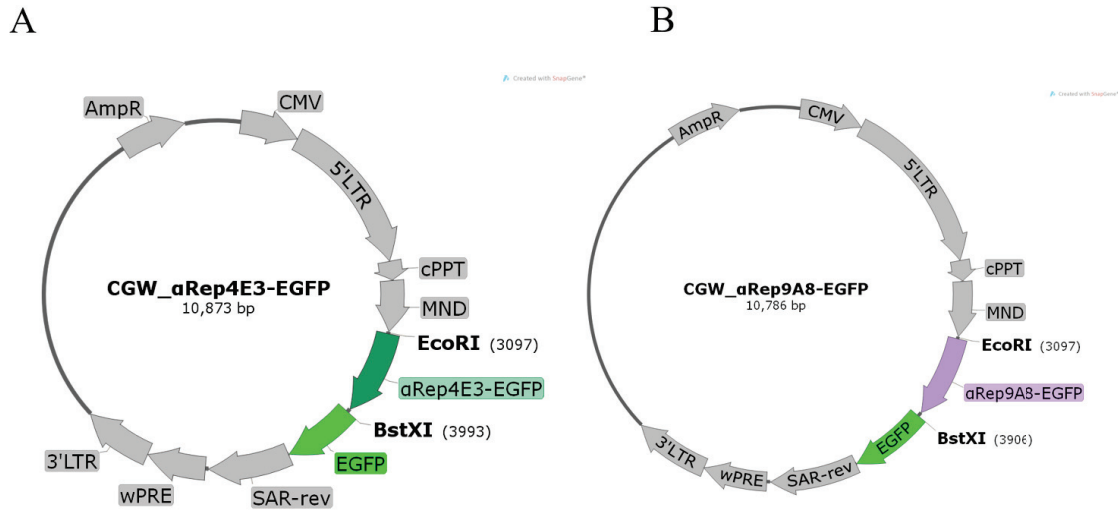 A
B
Created with SnapGene®
Created with SnapGene®
AmpR
CMV
5'LTR
cPPT
MND
CGW_αRep4E3-EGFP
10,873 bp
EcoRI (3097)
αRep4E3-EGFP
BstXI (3993)
EGFP
SAR-rev
wPRE
3'LTR
AmpR
CMV
5'LTR
cPPT
MND
CGW_αRep9A8-EGFP
10,786 bp
EcoRI (3097)
αRep9A8-EGFP
BstXI (3906)
EGFP
SAR-rev
wPRE
3'LTR